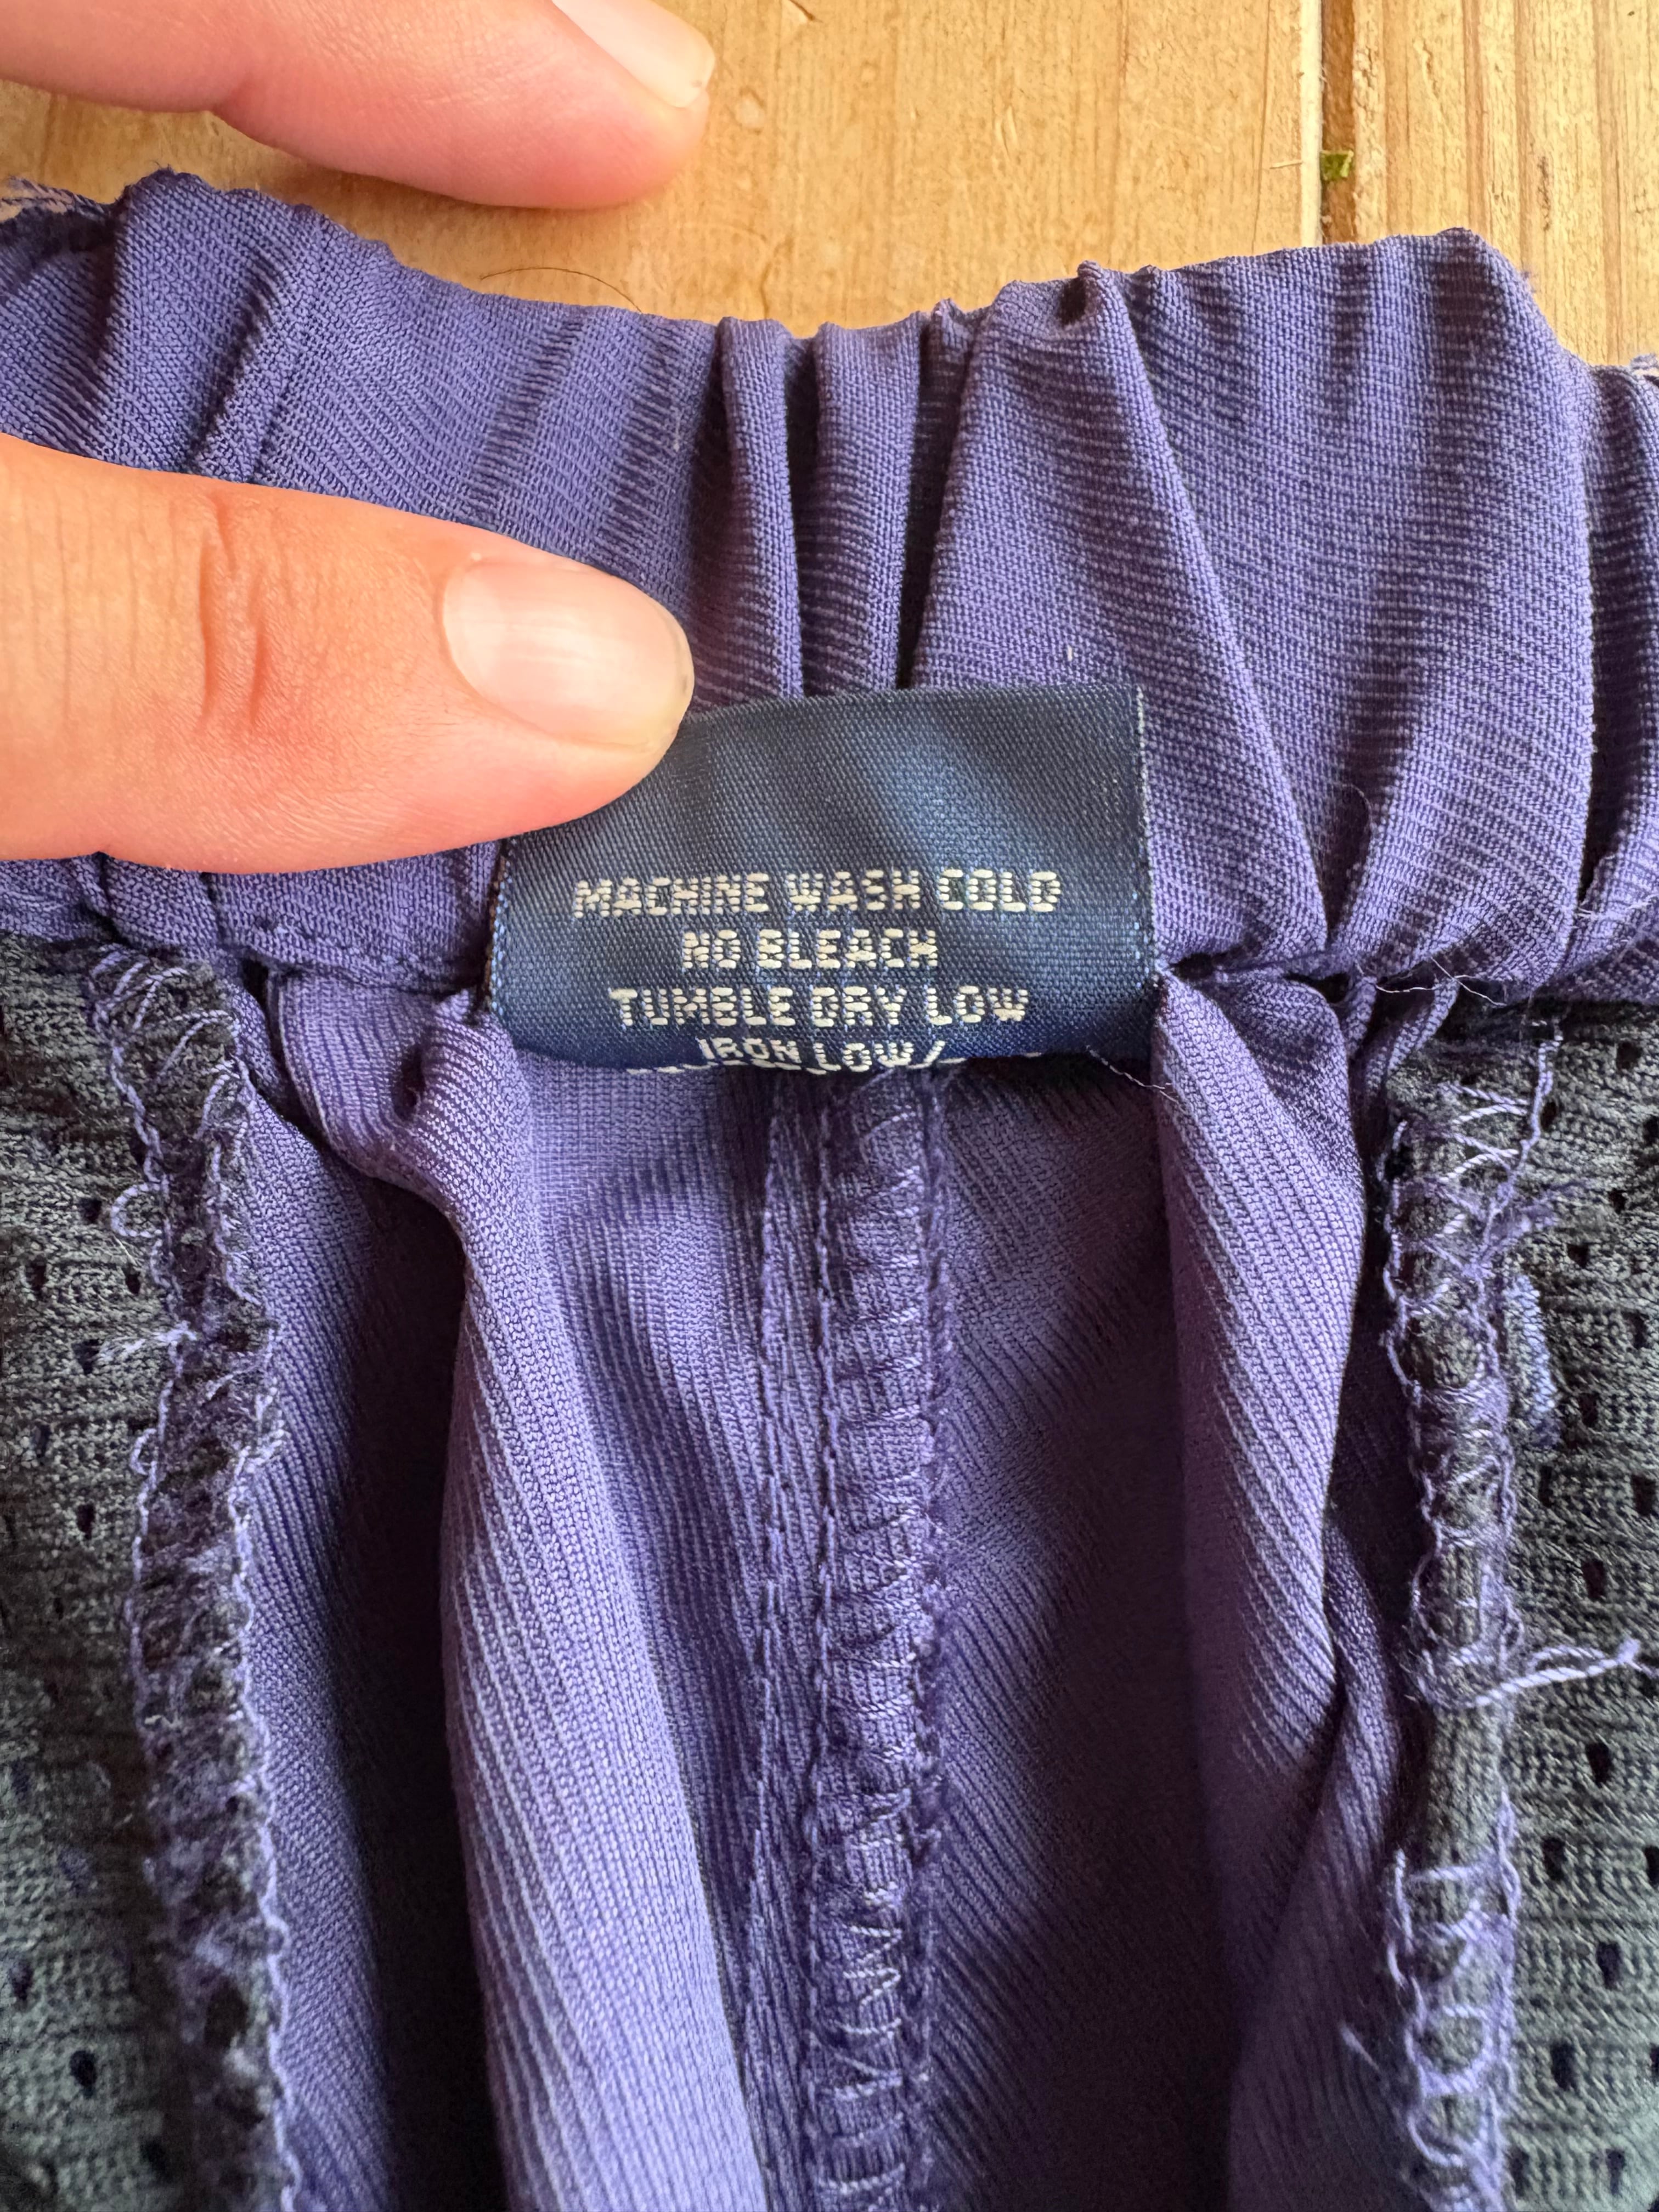 MACHINE WASH COLD
NO BLEACH
TUMBLE DRY LOW
IRON LOW/